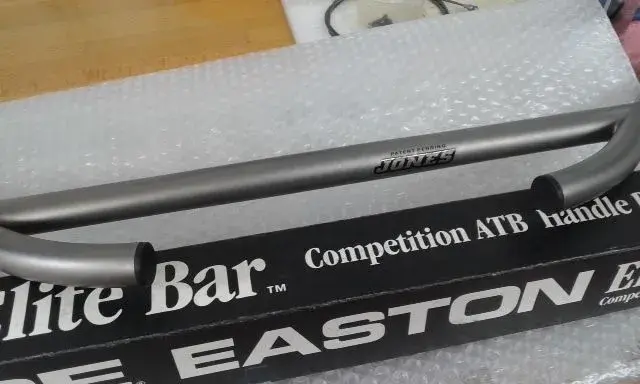 PATENT PENDING
JONES
Elite Bar™ Competition ATB Handle
EASTON